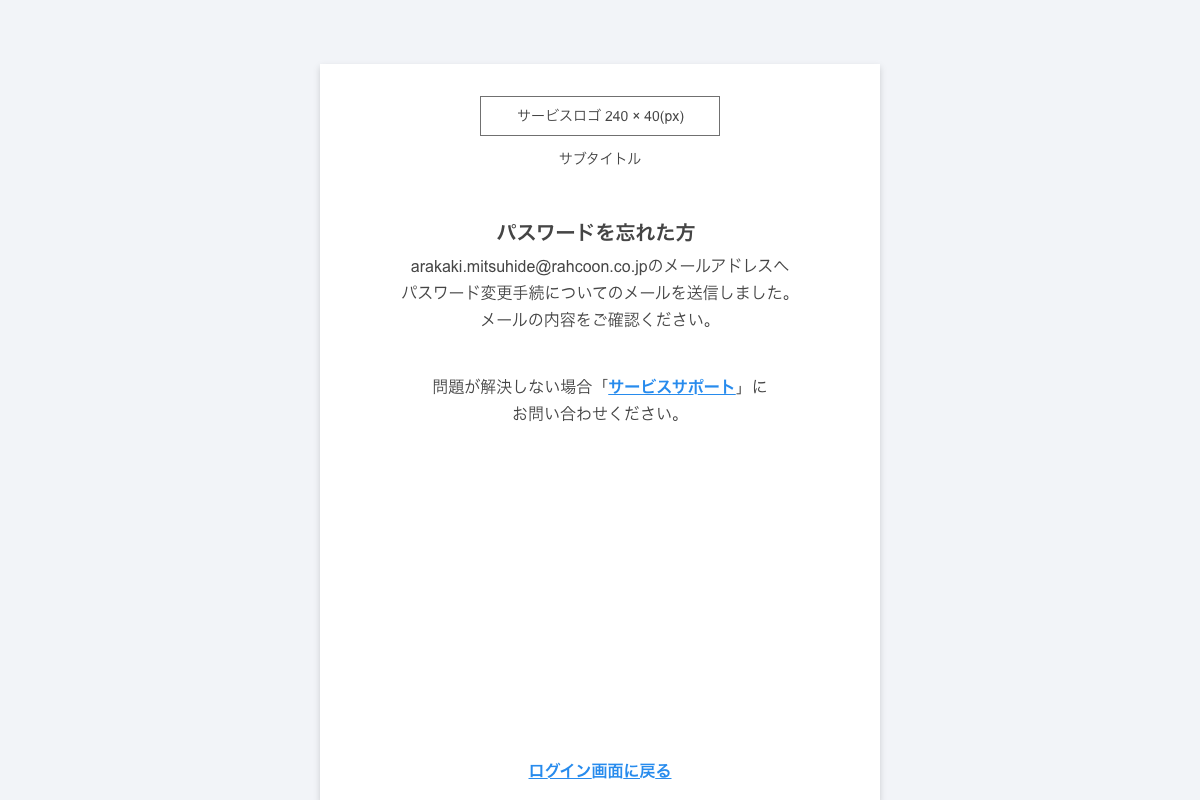 サービスロゴ 240 × 40(px)
サブタイトル
パスワードを忘れた方
arakaki.mitsuhide@rahcoon.co.jpのメールアドレスへ
パスワード変更手続についてのメールを送信しました。
メールの内容をご確認ください。
問題が解決しない場合「サービスサポート」に
お問い合わせください。
ログイン画面に戻る